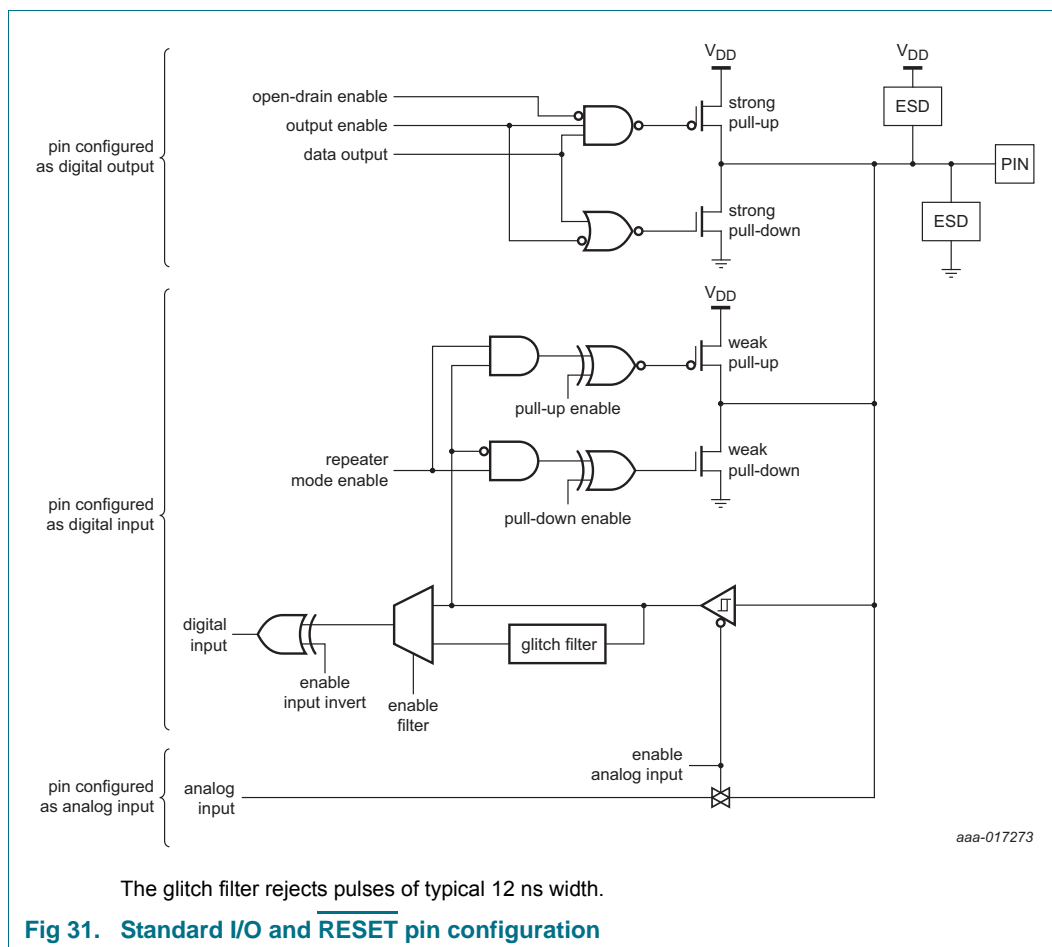 V_DD
V_DD
open-drain enable
strong
pull-up
ESD
output enable
data output
pin configured
as digital output
PIN
strong
pull-down
ESD
V_DD
weak
pull-up
pull-up enable
repeater
mode enable
weak
pull-down
pull-down enable
pin configured
as digital input
digital
input
glitch filter
enable
input invert
enable
filter
enable
analog input
pin configured
as analog input
analog
input
aaa-017273
The glitch filter rejects pulses of typical 12 ns width.
Fig 31. Standard I/O and RESET pin configuration